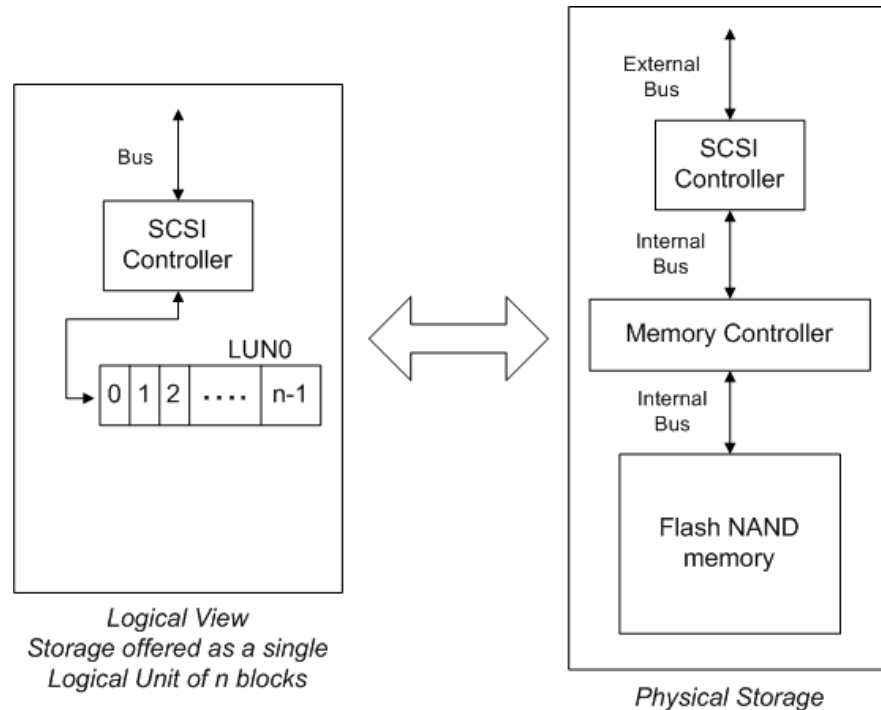 Bus
SCSI
Controller
LUN0
0 1 2 .... n-1
Logical View
Storage offered as a single
Logical Unit of n blocks
External
Bus
SCSI
Controller
Internal
Bus
Memory Controller
Internal
Bus
Flash NAND
memory
Physical Storage